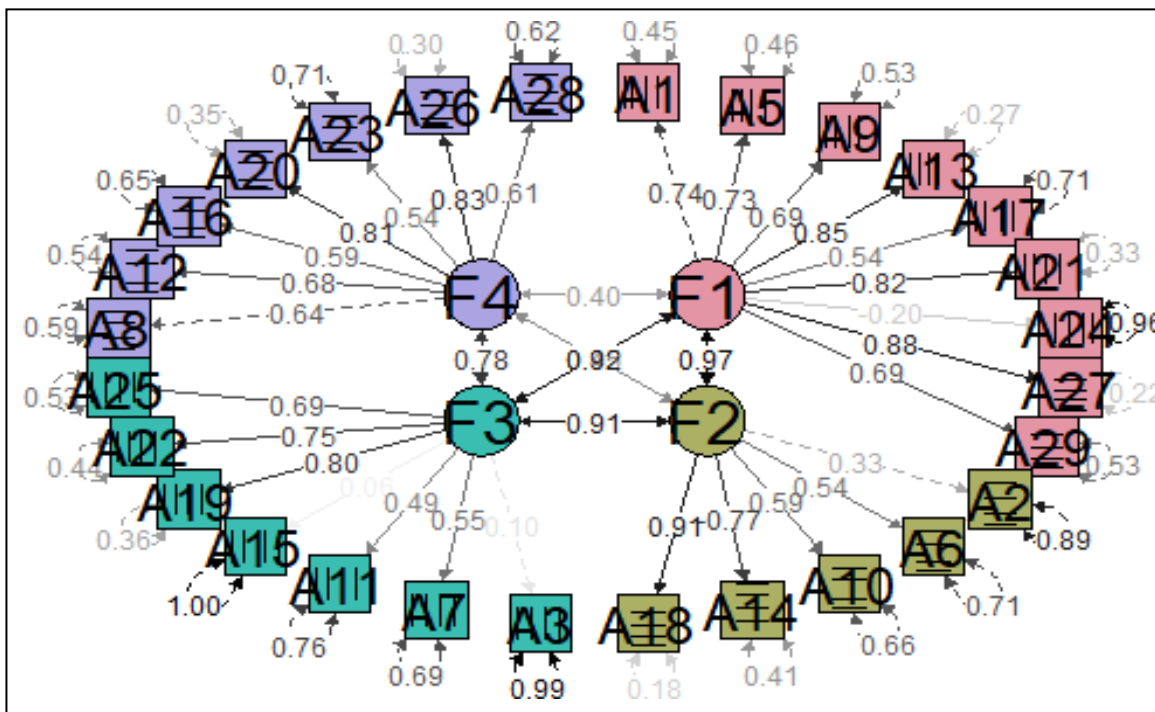 0.30 0.62 0.45 0.46
0.71 0.53
A26 A28 A1 A5
0.35 A23 A9 0.27
A20 A13
0.65 A16 0.74 0.73 A17 0.71
0.83 0.61 0.69
0.54 0.85
0.81 0.54
0.59
0.54 A12 0.68 0.82 A21 0.33
F4 0.40 F1
0.59 A8 0.64 -0.20 A24 0.96
0.88
0.78 0.97 0.69
A25 A27 0.22
0.69
F3 0.91 F2
0.44 A22 0.75 A29 0.53
0.80 0.33
A19 0.06 0.49 0.59 0.54 A2
0.36 0.55 0.10 0.91 0.77 0.89
A15 A6
1.00 A11 A10 0.71
A7 A3 A18 A14
0.76 0.66
0.69 0.99 0.18 0.41